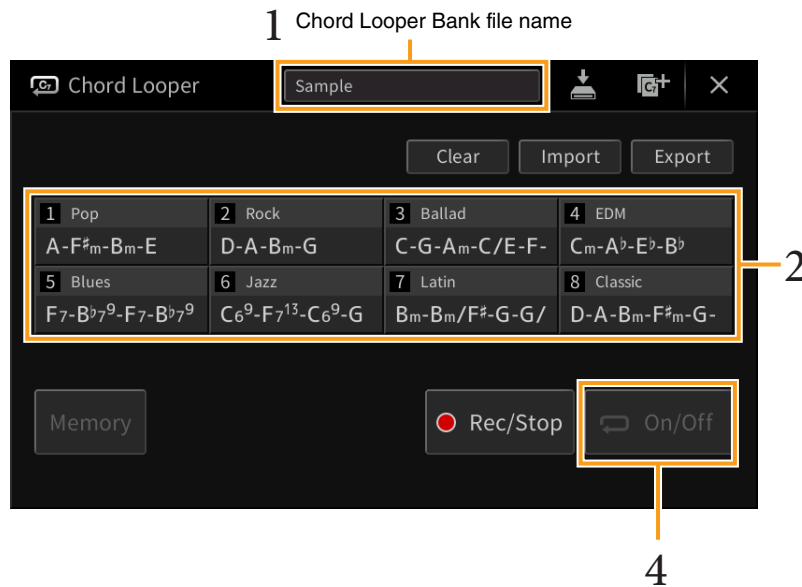 1 Chord Looper Bank file name
C7 Chord Looper Sample C7+ ×
Clear Import Export
1 Pop 2 Rock 3 Ballad 4 EDM
A-F♯m-Bm-E D-A-Bm-G C-G-Am-C/E-F- Cm-A♭-E♭-B♭
2
5 Blues 6 Jazz 7 Latin 8 Classic
F7-B♭7⁹-F7-B♭7⁹ C6⁹-F7¹³-C6⁹-G Bm-Bm/F♯-G-G/ D-A-Bm-F♯m-G-
Memory Rec/Stop On/Off
4